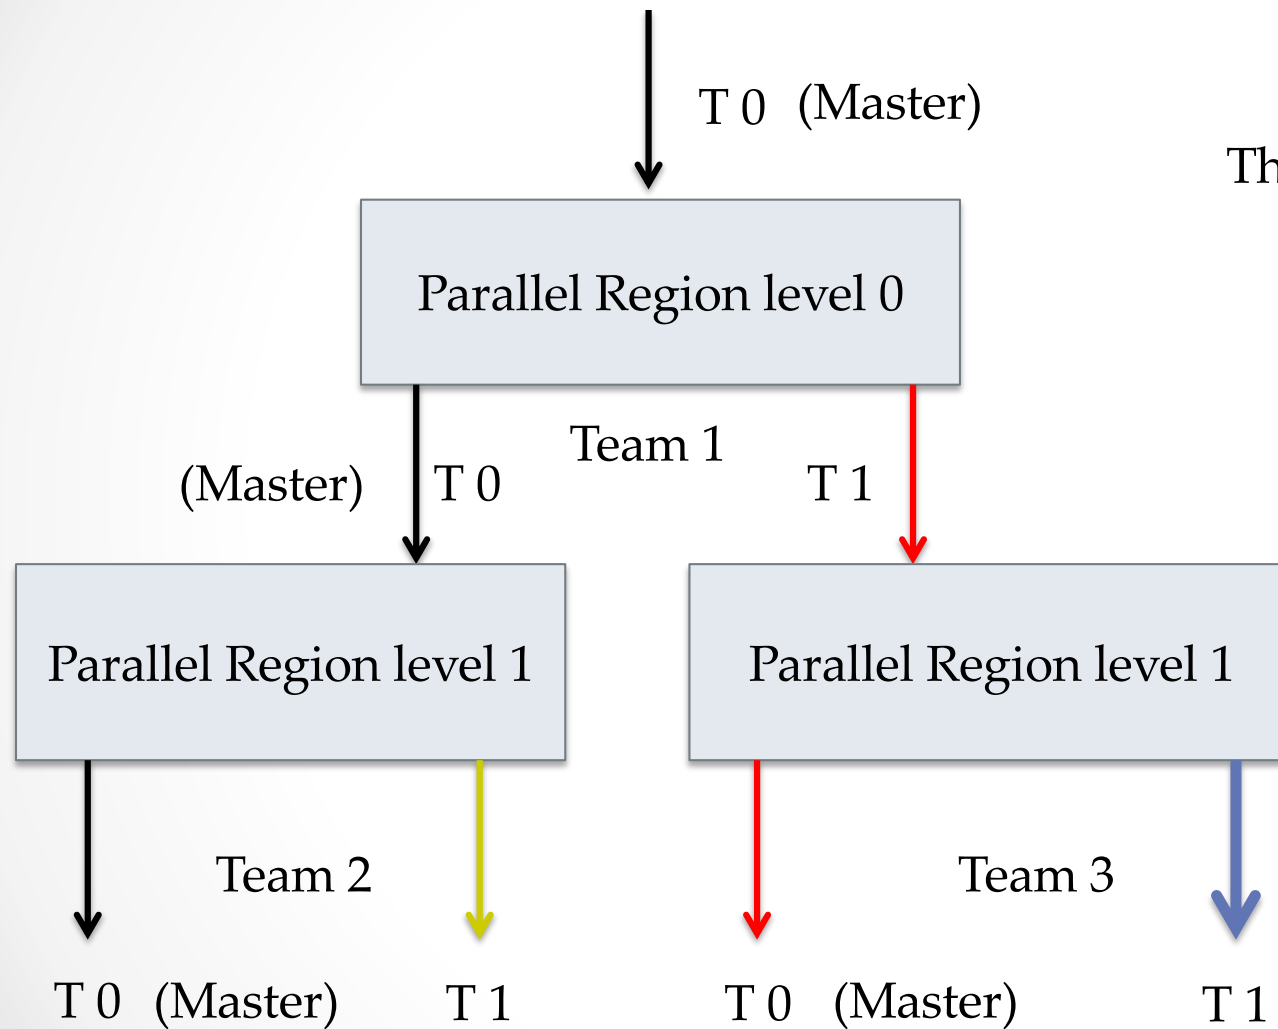 T 0 (Master)
Parallel Region level 0
Team 1
(Master) T 0
T 1
Parallel Region level 1
Parallel Region level 1
Team 2
Team 3
T 0 (Master)
T 1
T 0 (Master)
T 1